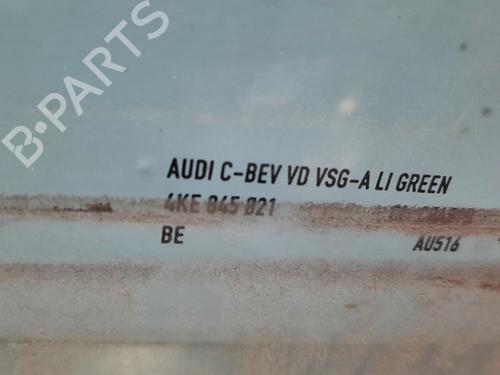 B-PARTS
AUDI C-BEV VD VSG-A LI GREEN
4KE 845 021
BE AU516